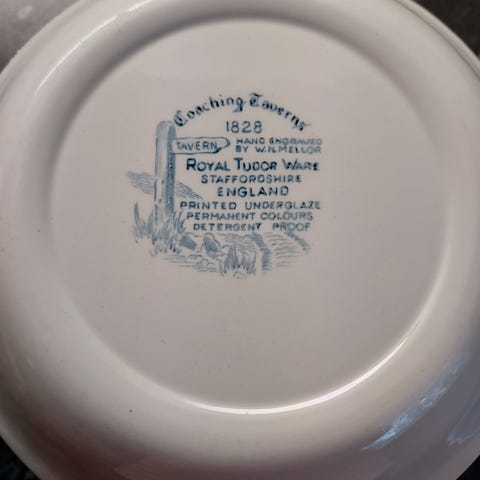 Coaching Taverns
1828
TAVERN
HAND ENGRAVED
BY W.N.MELLOR
ROYAL TUDOR WARE
STAFFORDSHIRE
ENGLAND
PRINTED UNDERGLAZE
PERMANENT COLOURS
DETERGENT PROOF